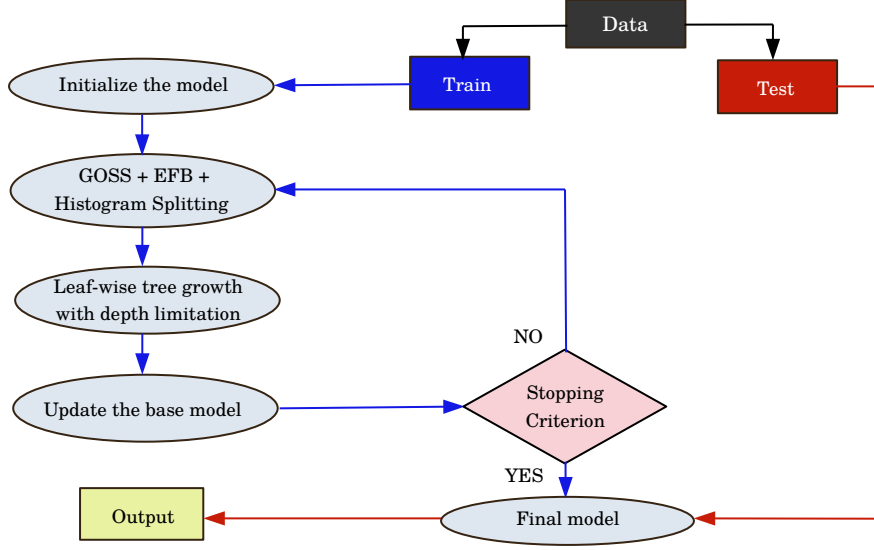 Data
Train
Test
Initialize the model
GOSS + EFB +
Histogram Splitting
Leaf-wise tree growth
with depth limitation
NO
Update the base model
Stopping
Criterion
YES
Output
Final model